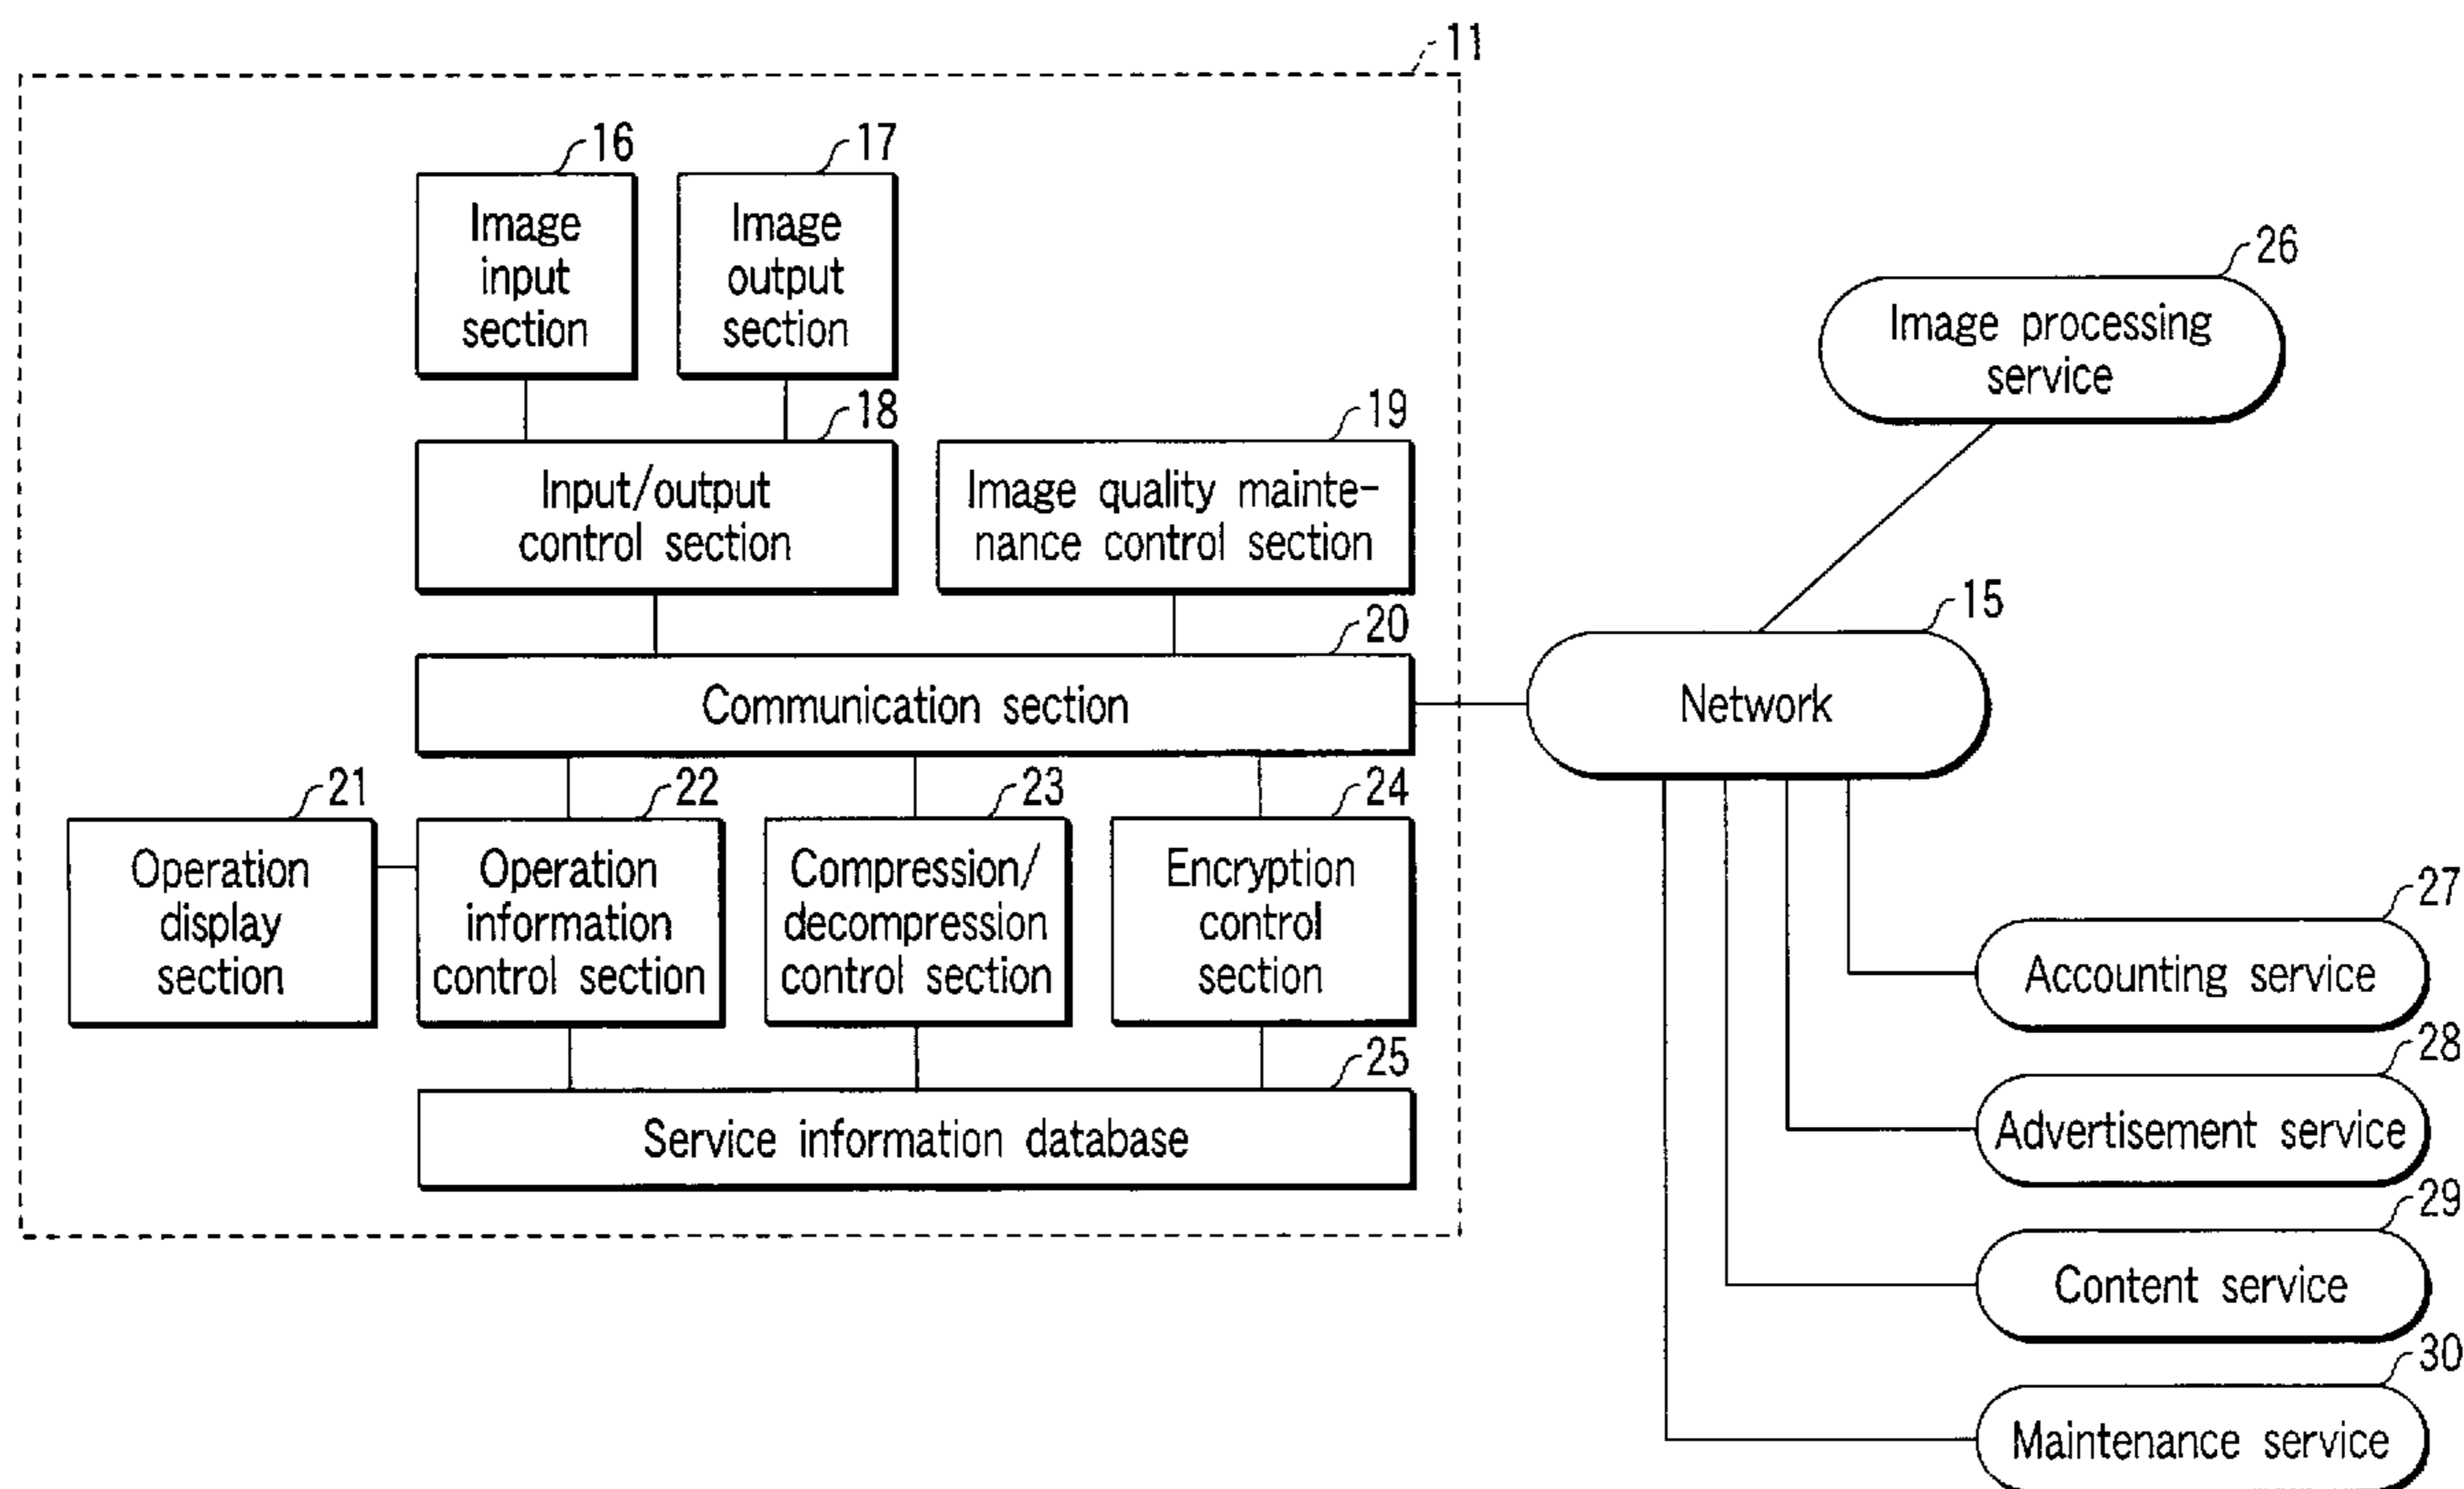 11
16
Image
input
section
17
Image
output
section
18
Input/output
control section
19
Image quality mainte-
nance control section
20
Communication section
21
Operation
display
section
22
Operation
information
control section
23
Compression/
decompression
control section
24
Encryption
control
section
25
Service information database
26
Image processing
service
15
Network
27
Accounting service
28
Advertisement service
29
Content service
30
Maintenance service